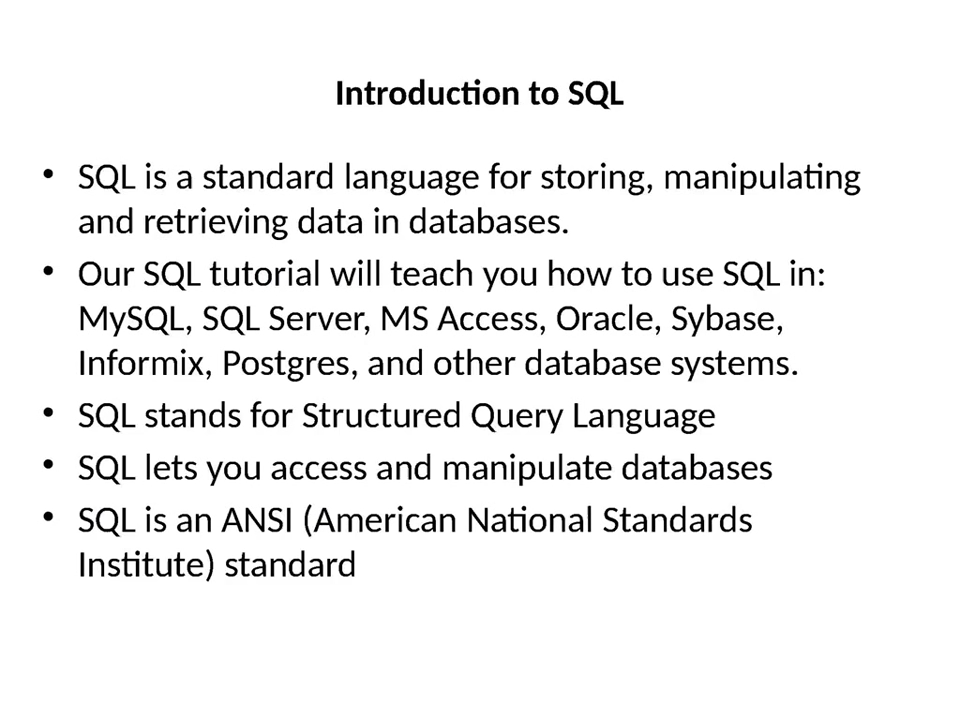 Introduction to SQL
• SQL is a standard language for storing, manipulating
and retrieving data in databases.
• Our SQL tutorial will teach you how to use SQL in:
MySQL, SQL Server, MS Access, Oracle, Sybase,
Informix, Postgres, and other database systems.
• SQL stands for Structured Query Language
• SQL lets you access and manipulate databases
• SQL is an ANSI (American National Standards
Institute) standard